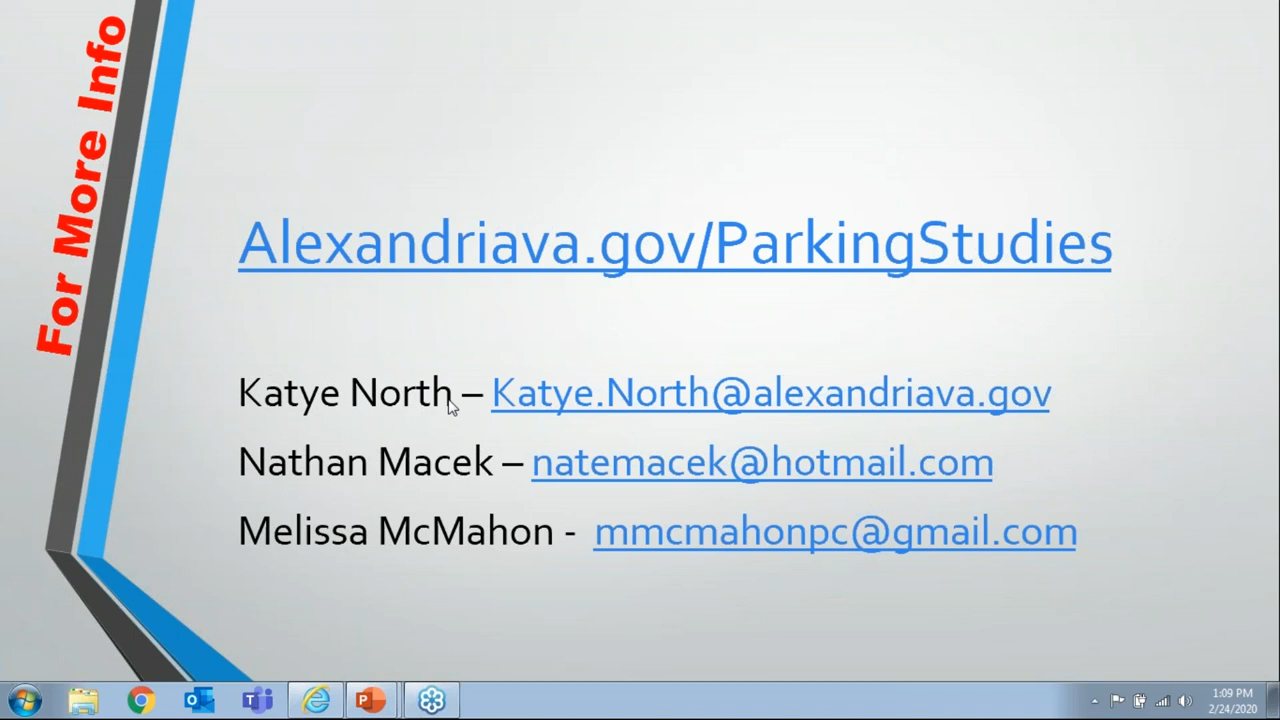 For More Info
Alexandriava.gov/ParkingStudies
Katye North – Katye.North@alexandriava.gov
Nathan Macek – natemacek@hotmail.com
Melissa McMahon - mmcmahonpc@gmail.com
1:09 PM
2/24/2020